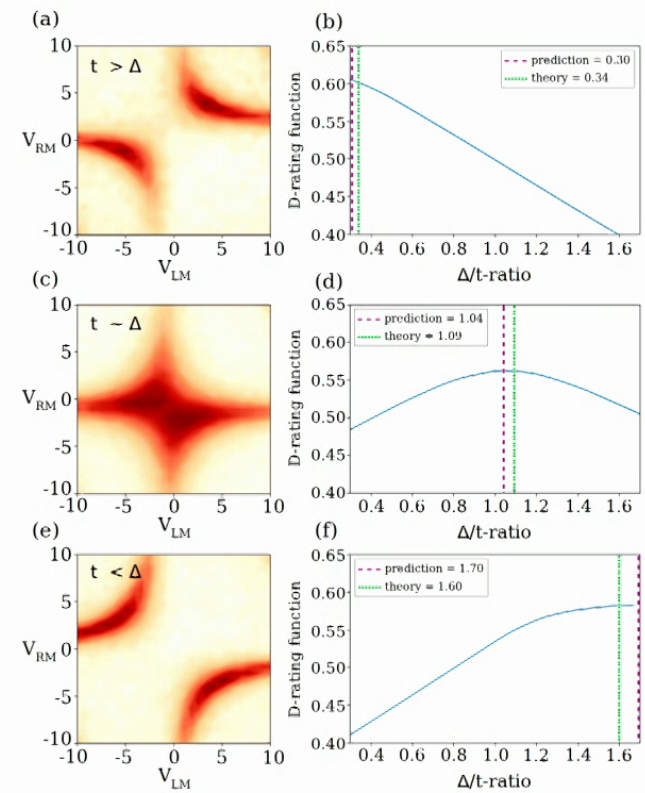 (a)
t > Δ
10
5
0
-5
-10
V_RM
-10 -5 0 5 10
V_LM
(b)
0.65
0.60
0.55
0.50
0.45
0.40
D-rating function
prediction = 0.30
theory = 0.34
0.4 0.6 0.8 1.0 1.2 1.4 1.6
Δ/t-ratio
(c)
t ~ Δ
10
5
0
-5
-10
V_RM
-10 -5 0 5 10
V_LM
(d)
0.65
0.60
0.55
0.50
0.45
0.40
D-rating function
prediction = 1.04
theory = 1.09
0.4 0.6 0.8 1.0 1.2 1.4 1.6
Δ/t-ratio
(e)
t < Δ
10
5
0
-5
-10
V_RM
-10 -5 0 5 10
V_LM
(f)
0.65
0.60
0.55
0.50
0.45
0.40
D-rating function
prediction = 1.70
theory = 1.60
0.4 0.6 0.8 1.0 1.2 1.4 1.6
Δ/t-ratio